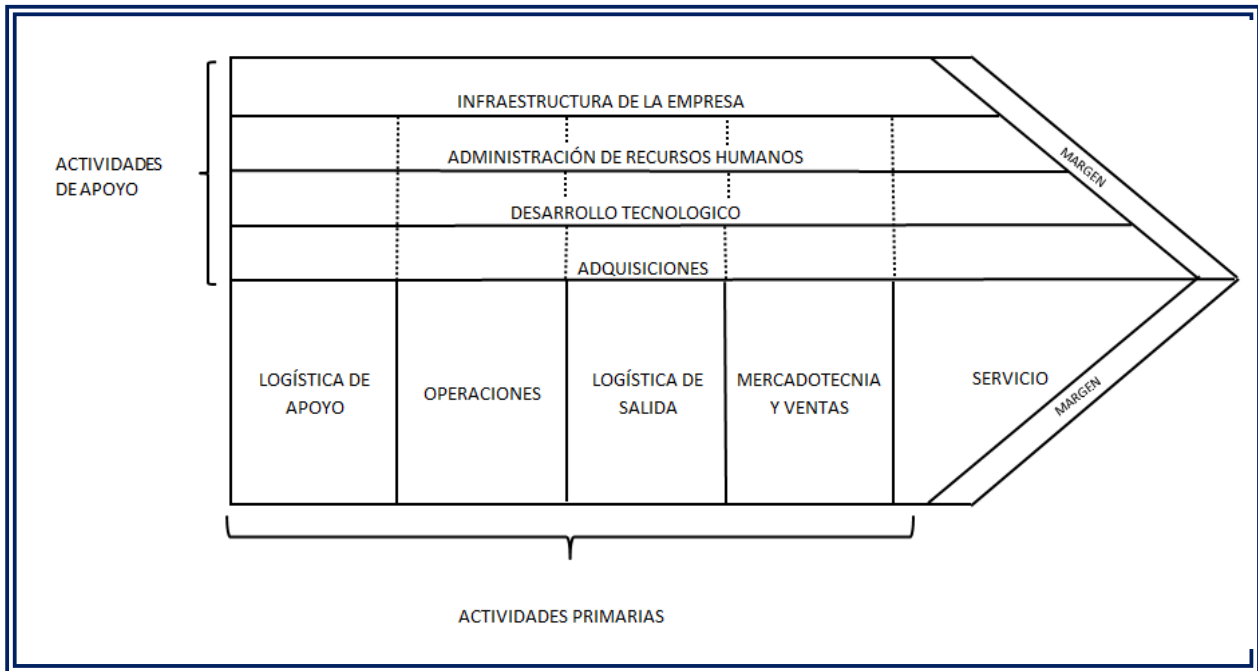 INFRAESTRUCTURA DE LA EMPRESA
ACTIVIDADES
DE APOYO
ADMINISTRACIÓN DE RECURSOS HUMANOS
MARGEN
DESARROLLO TECNOLOGICO
ADQUISICIONES
LOGÍSTICA DE
APOYO
OPERACIONES
LOGÍSTICA DE
SALIDA
MERCADOTECNIA
Y VENTAS
SERVICIO
MARGEN
ACTIVIDADES PRIMARIAS